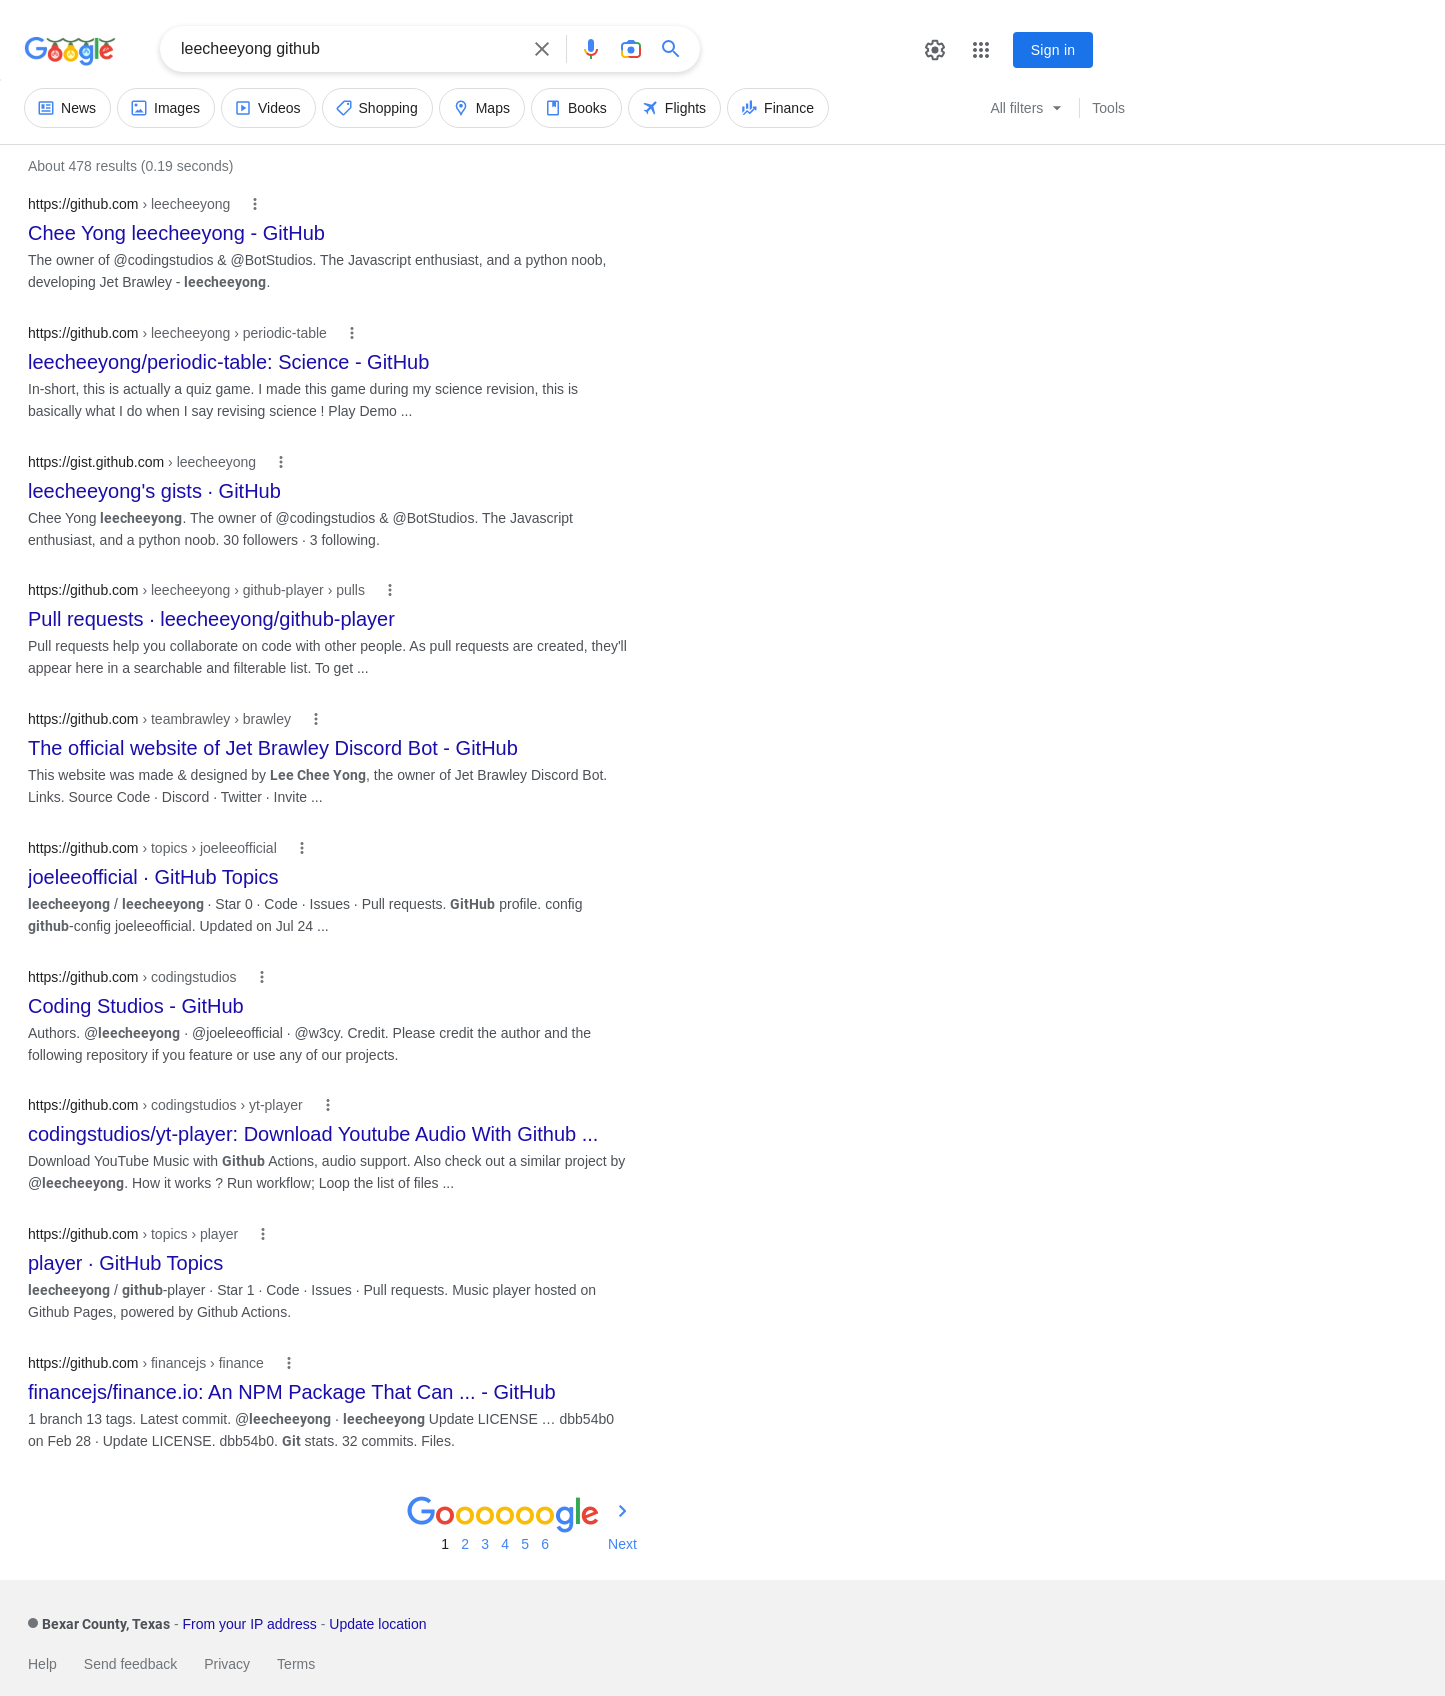 Google
leecheeyong github
Sign in
News Images Videos Shopping Maps Books Flights Finance All filters Tools
About 478 results (0.19 seconds)
https://github.com › leecheeyong
Chee Yong leecheeyong - GitHub
The owner of @codingstudios & @BotStudios. The Javascript enthusiast, and a python noob,
developing Jet Brawley - leecheeyong.
https://github.com › leecheeyong › periodic-table
leecheeyong/periodic-table: Science - GitHub
In-short, this is actually a quiz game. I made this game during my science revision, this is
basically what I do when I say revising science ! Play Demo ...
https://gist.github.com › leecheeyong
leecheeyong's gists · GitHub
Chee Yong leecheeyong. The owner of @codingstudios & @BotStudios. The Javascript
enthusiast, and a python noob. 30 followers · 3 following.
https://github.com › leecheeyong › github-player › pulls
Pull requests · leecheeyong/github-player
Pull requests help you collaborate on code with other people. As pull requests are created, they'll
appear here in a searchable and filterable list. To get ...
https://github.com › teambrawley › brawley
The official website of Jet Brawley Discord Bot - GitHub
This website was made & designed by Lee Chee Yong, the owner of Jet Brawley Discord Bot.
Links. Source Code · Discord · Twitter · Invite ...
https://github.com › topics › joeleeofficial
joeleeofficial · GitHub Topics
leecheeyong / leecheeyong · Star 0 · Code · Issues · Pull requests. GitHub profile. config
github-config joeleeofficial. Updated on Jul 24 ...
https://github.com › codingstudios
Coding Studios - GitHub
Authors. @leecheeyong · @joeleeofficial · @w3cy. Credit. Please credit the author and the
following repository if you feature or use any of our projects.
https://github.com › codingstudios › yt-player
codingstudios/yt-player: Download Youtube Audio With Github ...
Download YouTube Music with Github Actions, audio support. Also check out a similar project by
@leecheeyong. How it works ? Run workflow; Loop the list of files ...
https://github.com › topics › player
player · GitHub Topics
leecheeyong / github-player · Star 1 · Code · Issues · Pull requests. Music player hosted on
Github Pages, powered by Github Actions.
https://github.com › financejs › finance
financejs/finance.io: An NPM Package That Can ... - GitHub
1 branch 13 tags. Latest commit. @leecheeyong · leecheeyong Update LICENSE … dbb54b0
on Feb 28 · Update LICENSE. dbb54b0. Git stats. 32 commits. Files.
Goooooogle
1 2 3 4 5 6 Next
Bexar County, Texas - From your IP address - Update location
Help Send feedback Privacy Terms